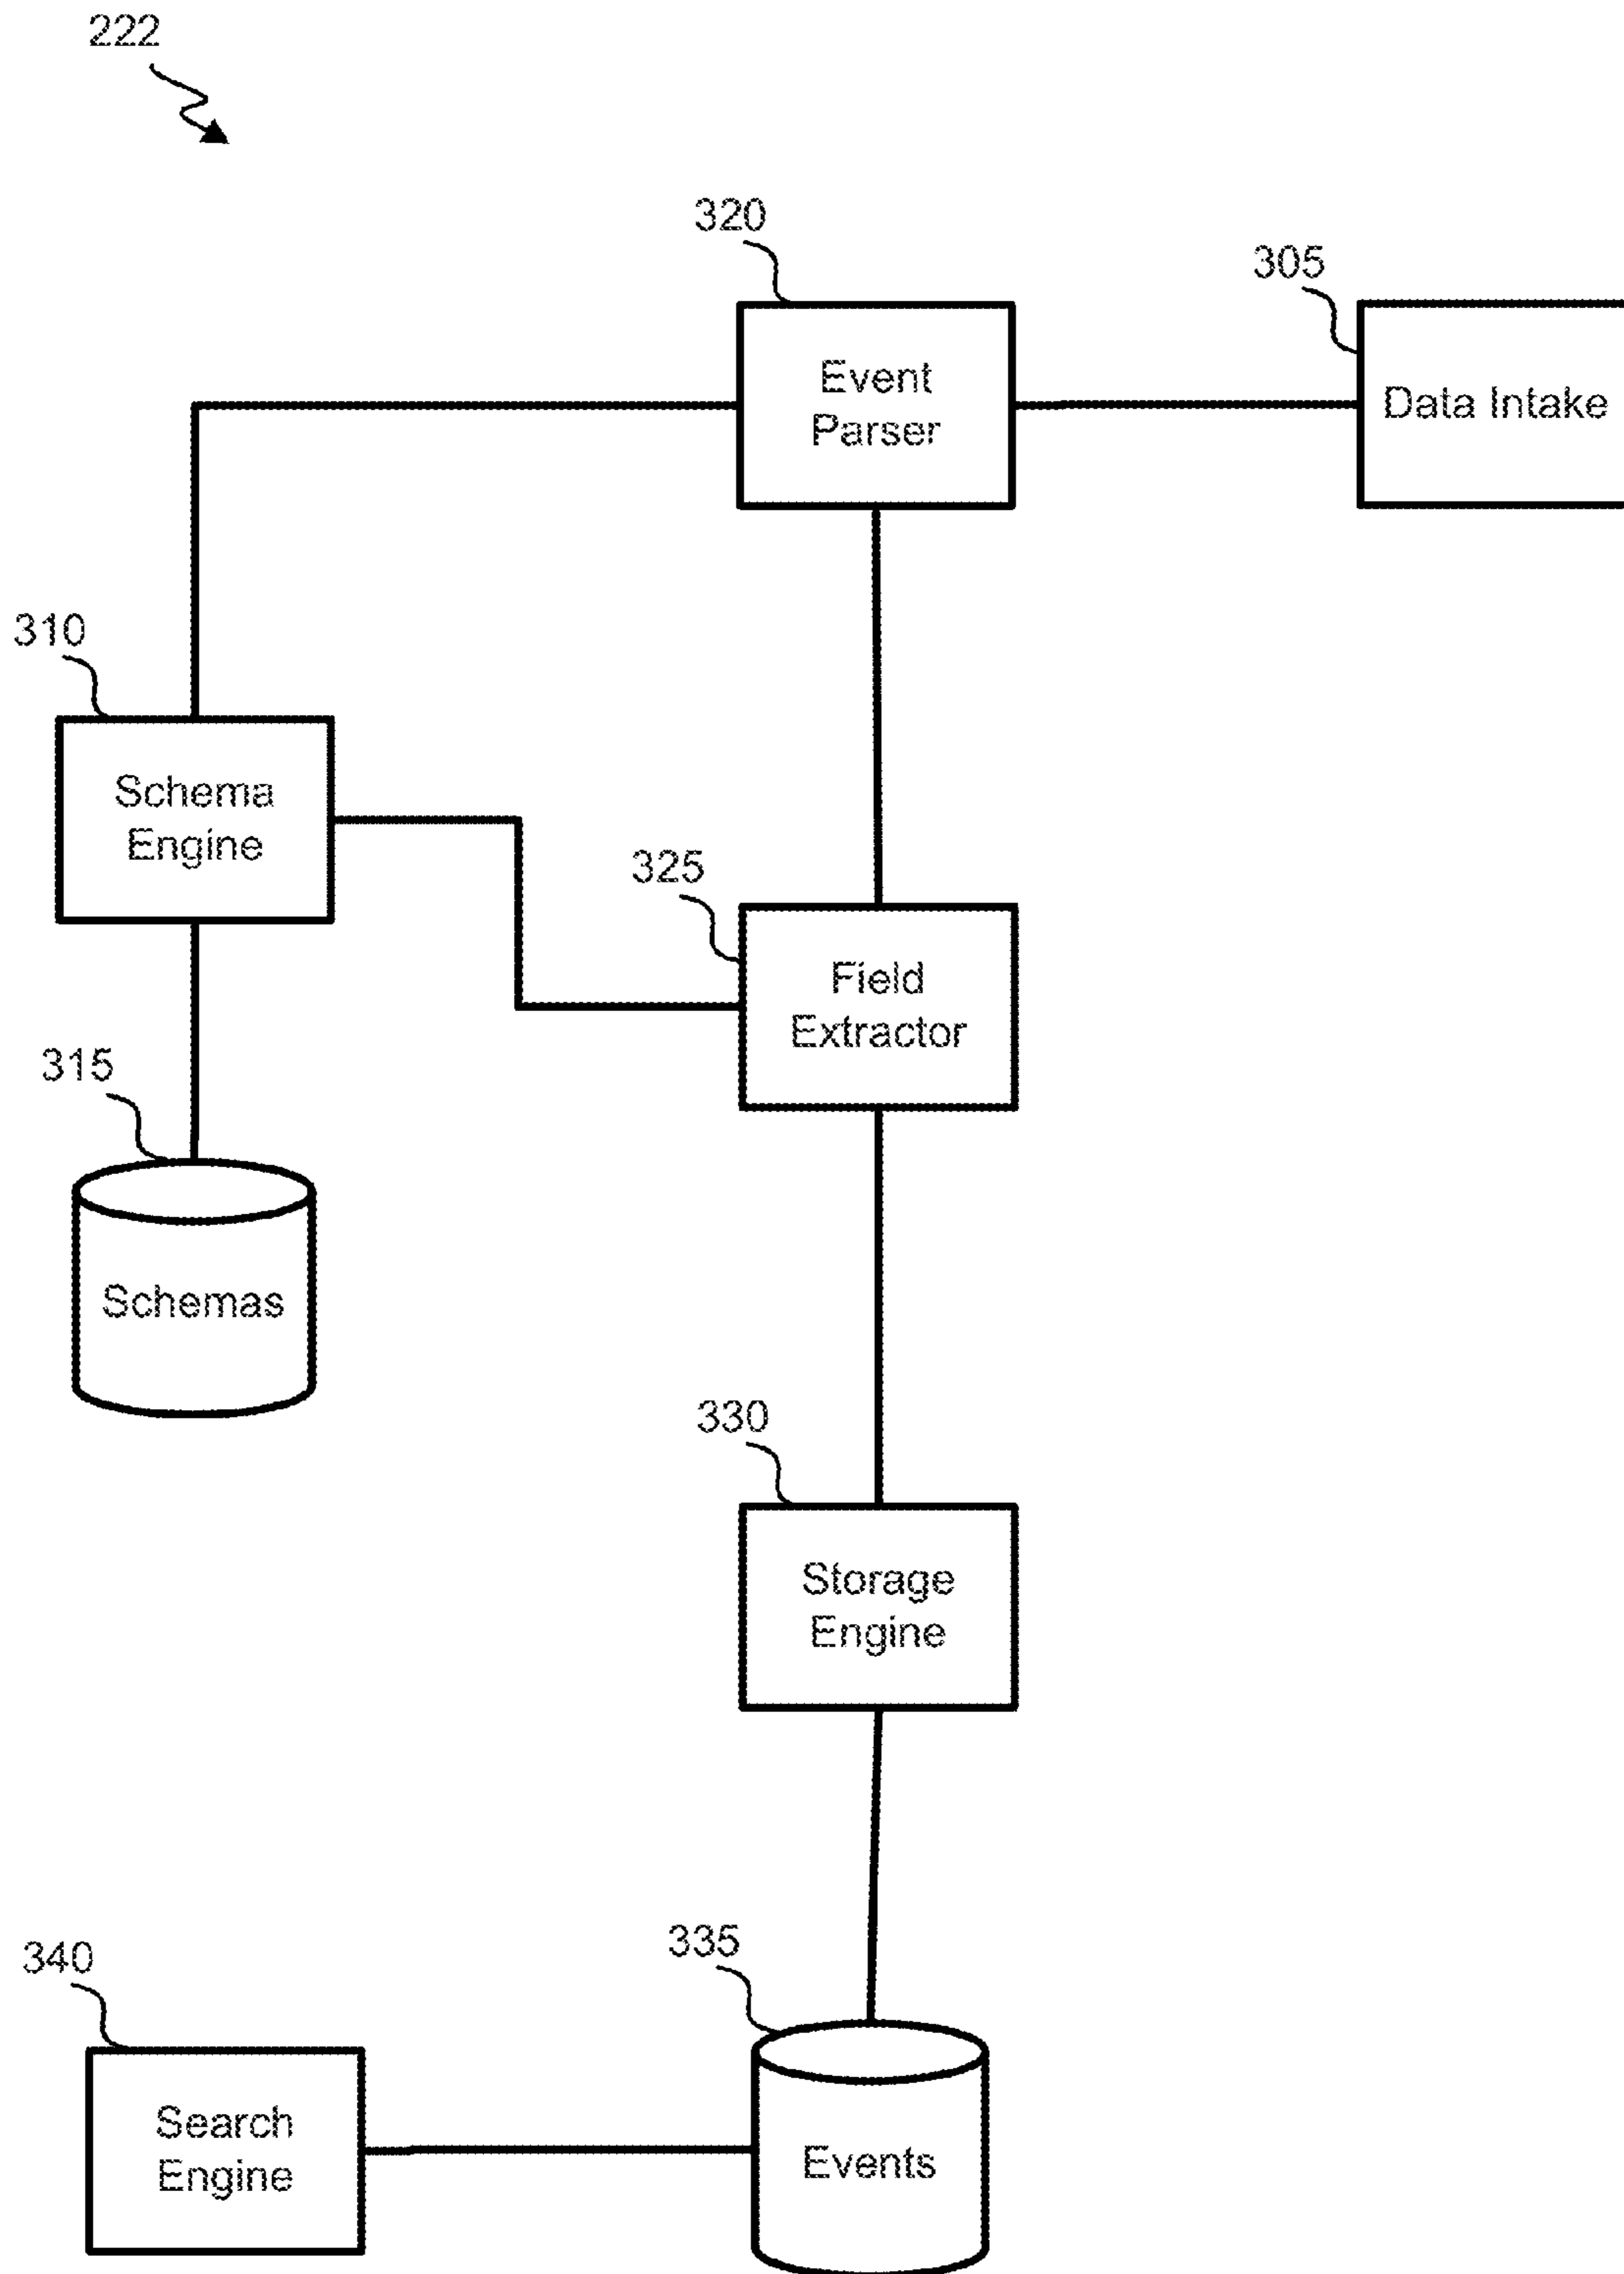 222
320
305
Event
Parser
Data Intake
310
Schema
Engine
325
Field
Extractor
315
Schemas
330
Storage
Engine
340
335
Search
Engine
Events